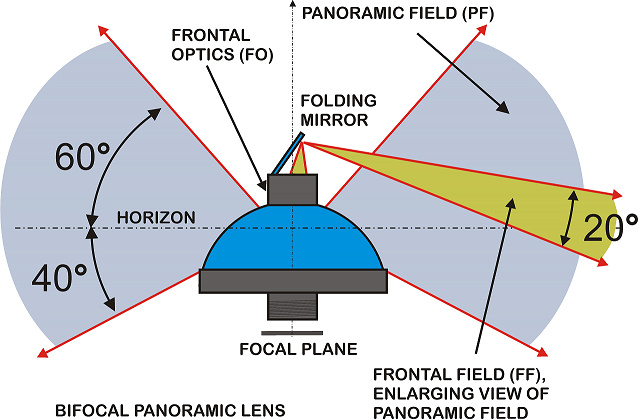 FRONTAL
OPTICS (FO)
PANORAMIC FIELD (PF)
FOLDING
MIRROR
60°
HORIZON
40°
20°
FOCAL PLANE
FRONTAL FIELD (FF),
ENLARGING VIEW OF
PANORAMIC FIELD
BIFOCAL PANORAMIC LENS